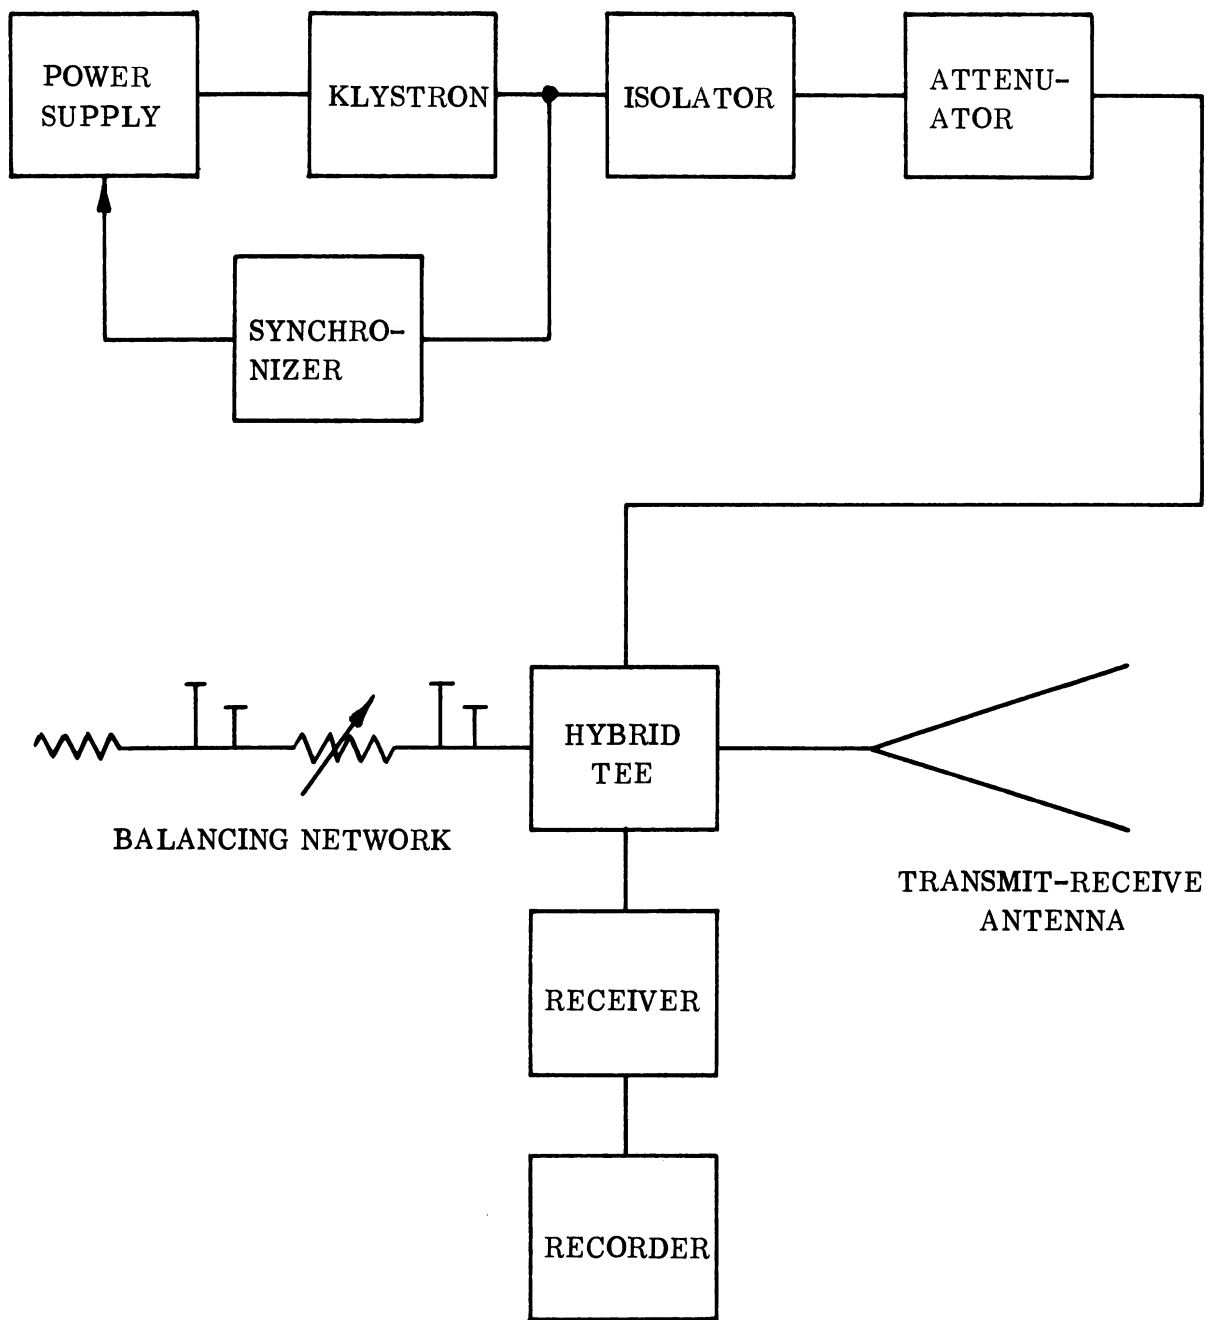 POWER
SUPPLY
KLYSTRON
ISOLATOR
ATTENU-
ATOR
SYNCHRO-
NIZER
HYBRID
TEE
BALANCING NETWORK
TRANSMIT-RECEIVE
ANTENNA
RECEIVER
RECORDER